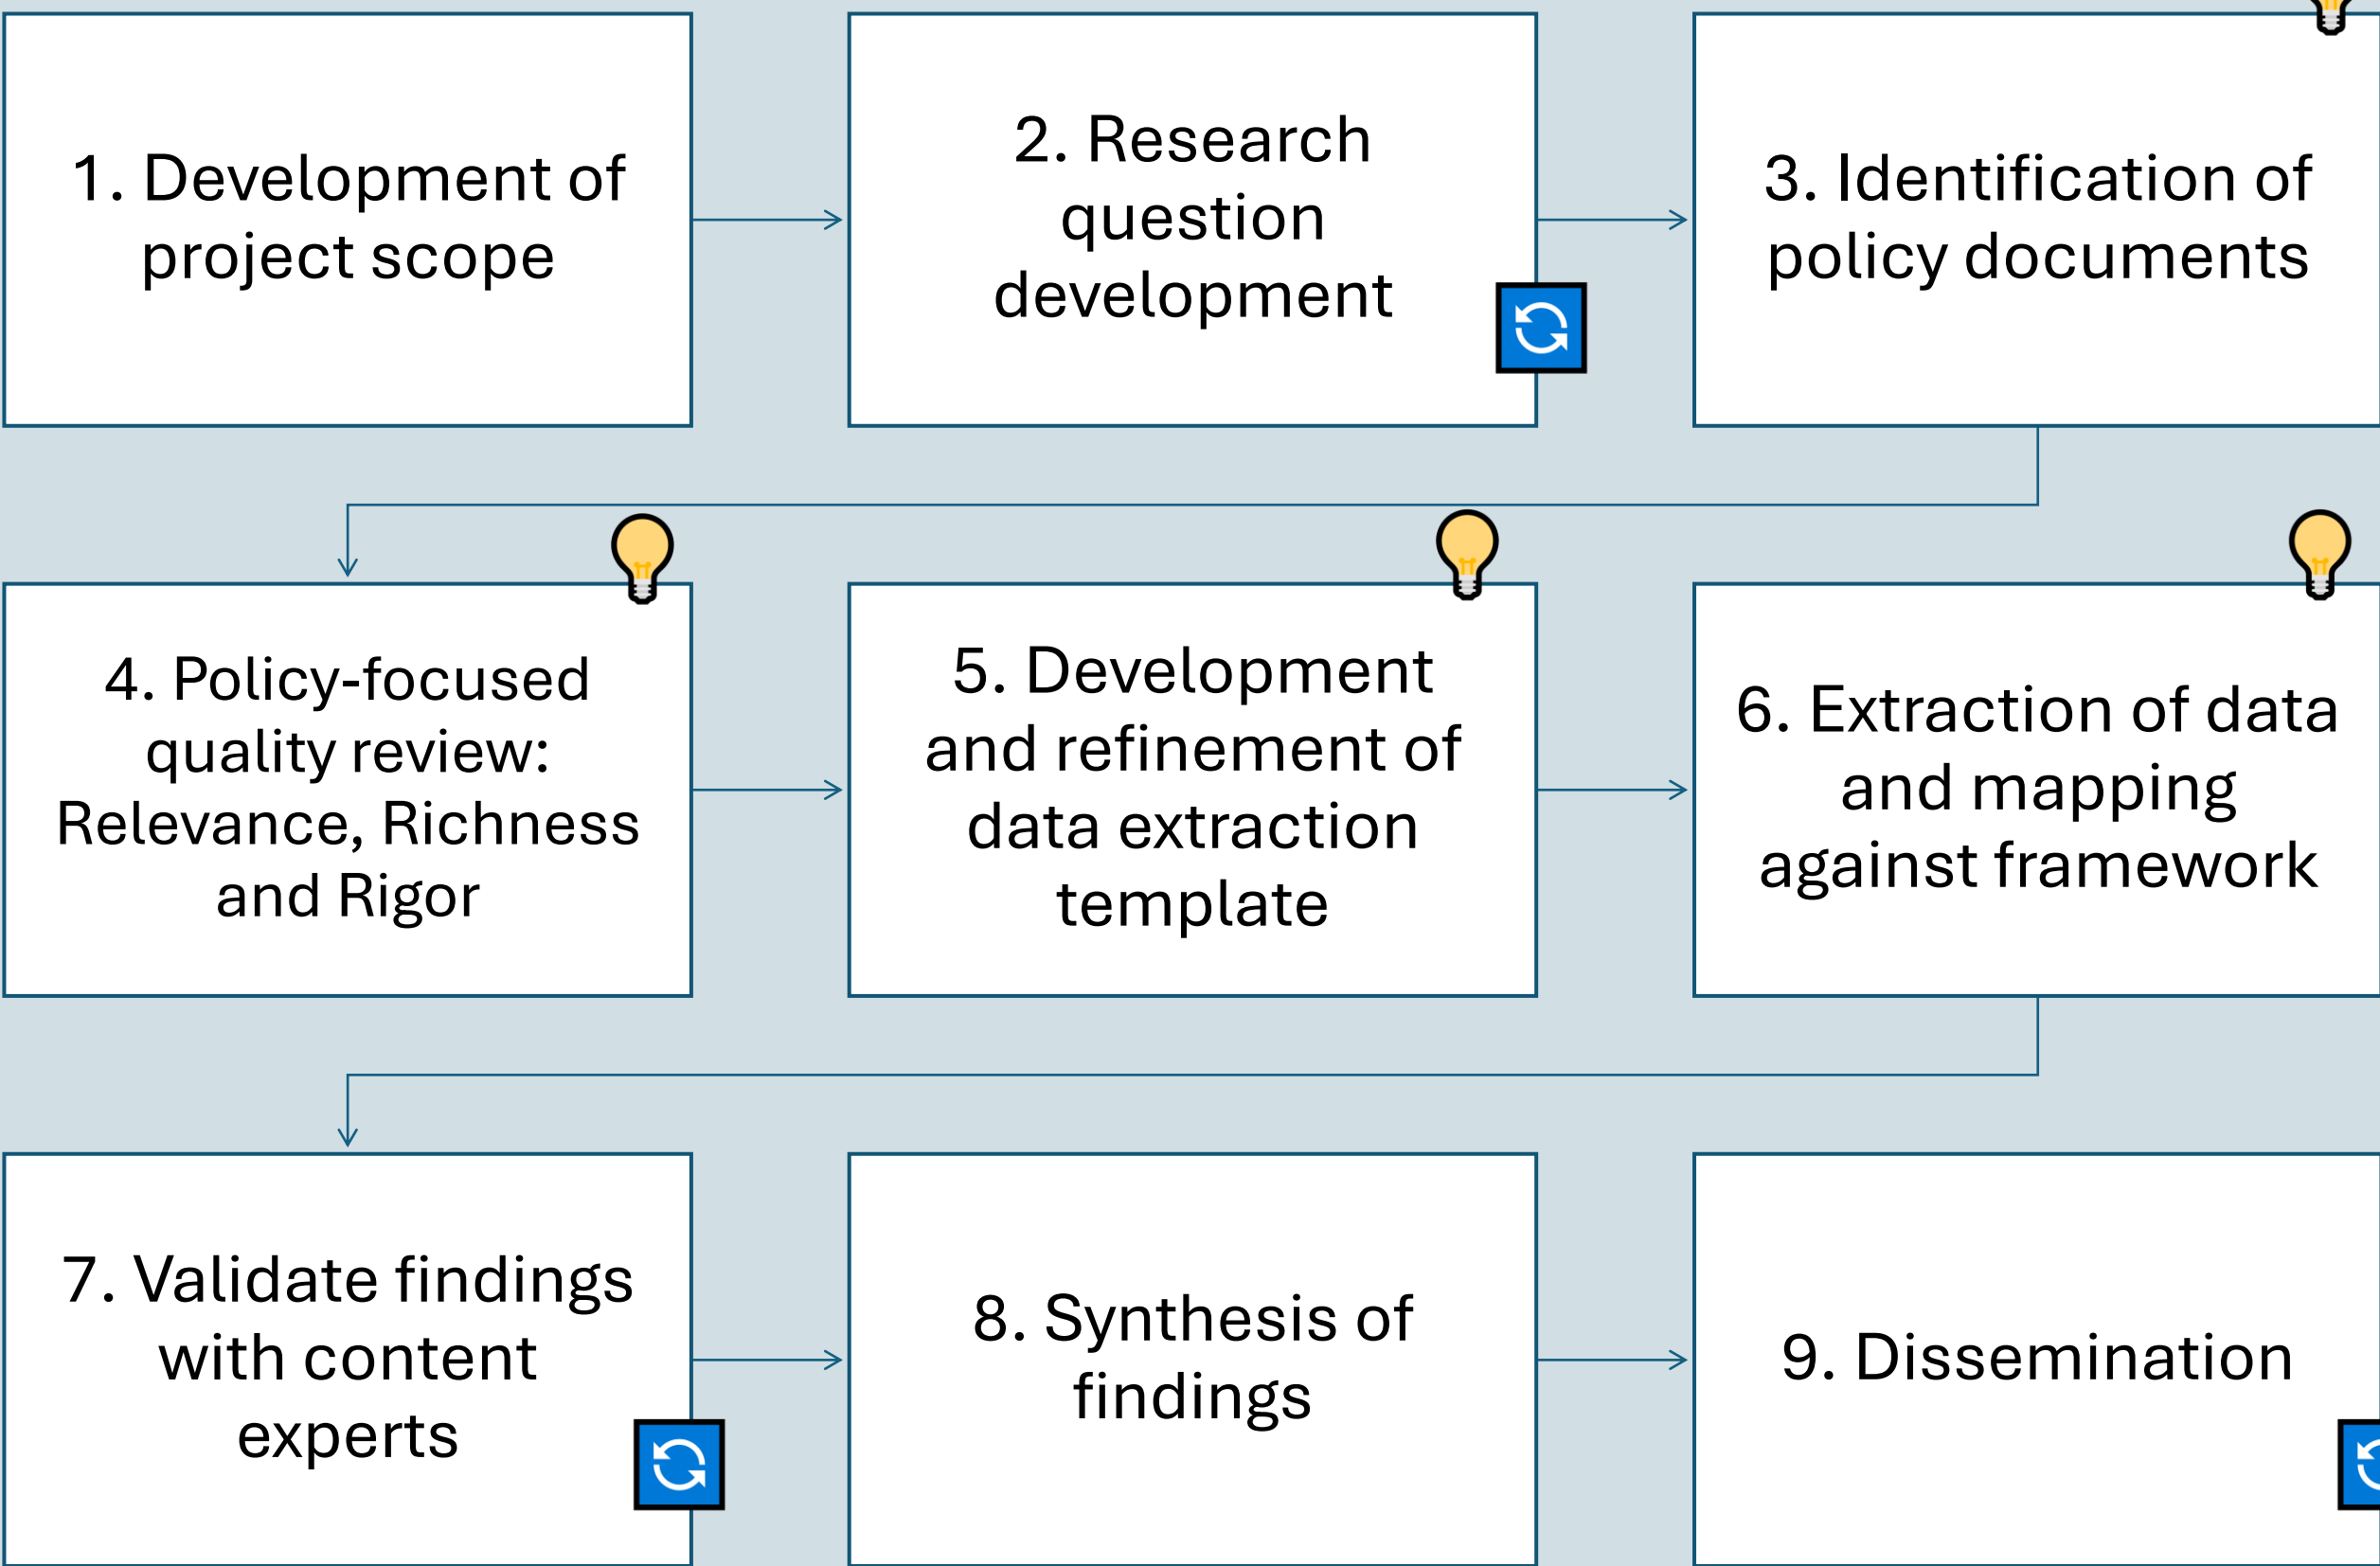 1. Development of
project scope
2. Research
question
development
3. Identification of
policy documents
4. Policy-focused
quality review:
Relevance, Richness
and Rigor
5. Development
and refinement of
data extraction
template
6. Extraction of data
and mapping
against framework
7. Validate findings
with content
experts
8. Synthesis of
findings
9. Dissemination